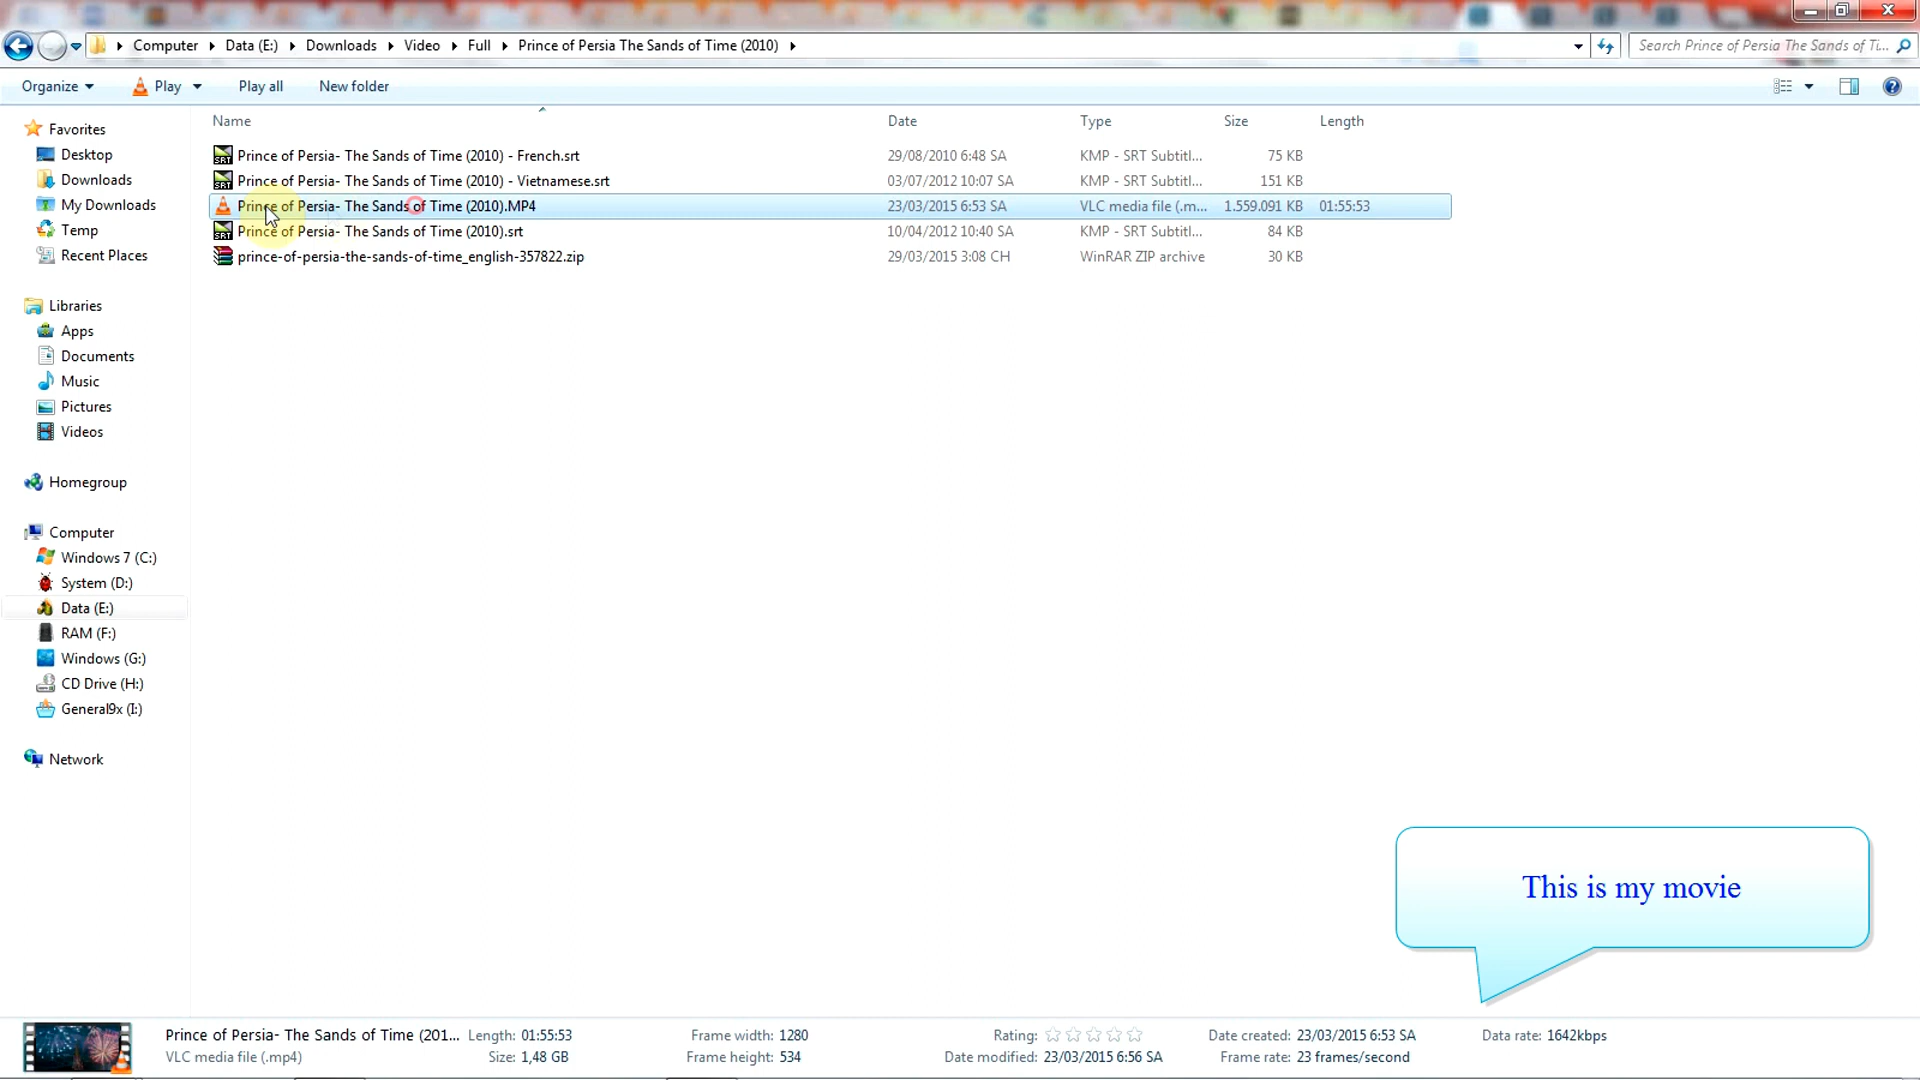 Computer Data (E:) Downloads Video Full Prince of Persia The Sands of Time (2010)
Search Prince of Persia The Sands of Ti...
Organize Play Play all New folder
Name Date Type Size Length
Prince of Persia- The Sands of Time (2010) - French.srt 29/08/2010 6:48 SA KMP - SRT Subtitl... 75 KB
Prince of Persia- The Sands of Time (2010) - Vietnamese.srt 03/07/2012 10:07 SA KMP - SRT Subtitl... 151 KB
Prince of Persia- The Sands of Time (2010).MP4 23/03/2015 6:53 SA VLC media file (.m... 1.559.091 KB 01:55:53
Prince of Persia- The Sands of Time (2010).srt 10/04/2012 10:40 SA KMP - SRT Subtitl... 84 KB
prince-of-persia-the-sands-of-time_english-357822.zip 29/03/2015 3:08 CH WinRAR ZIP archive 30 KB
Favorites
Desktop
Downloads
My Downloads
Temp
Recent Places
Libraries
Apps
Documents
Music
Pictures
Videos
Homegroup
Computer
Windows 7 (C:)
System (D:)
Data (E:)
RAM (F:)
Windows (G:)
CD Drive (H:)
General9x (I:)
Network
This is my movie
Prince of Persia- The Sands of Time (201... Length: 01:55:53 Frame width: 1280 Rating: Date created: 23/03/2015 6:53 SA Data rate: 1642kbps
VLC media file (.mp4) Size: 1,48 GB Frame height: 534 Date modified: 23/03/2015 6:56 SA Frame rate: 23 frames/second